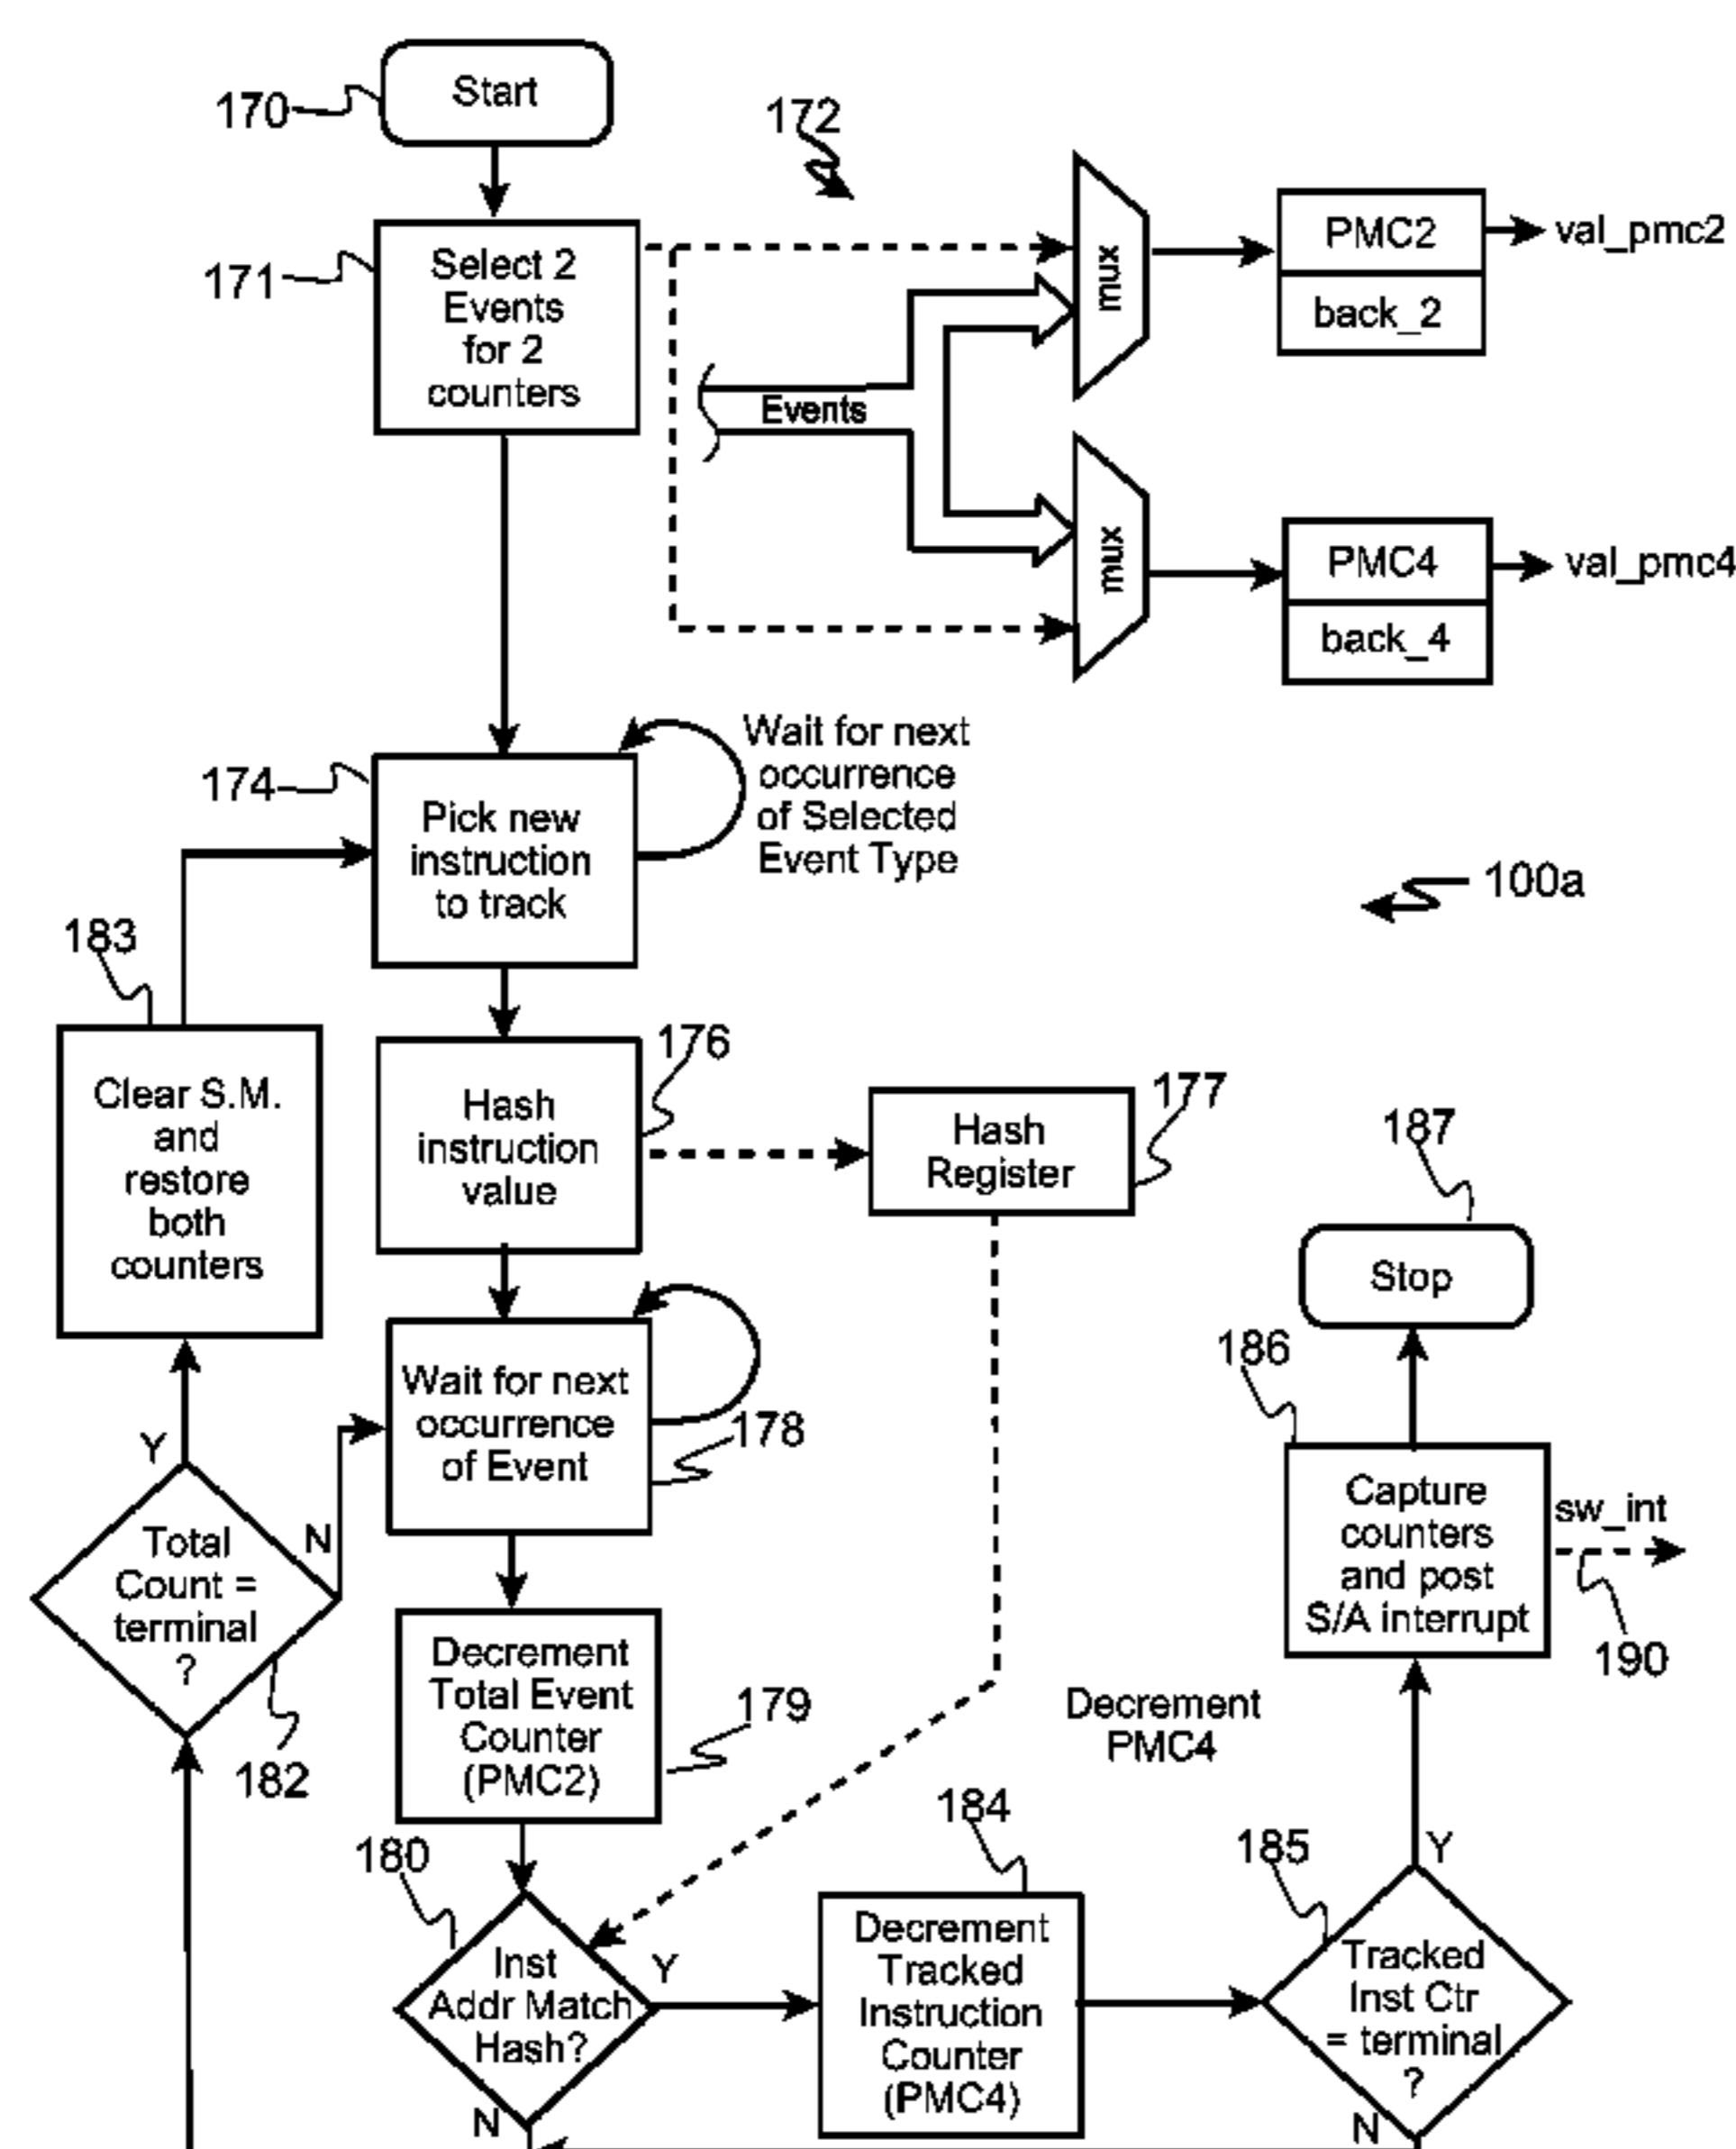 170
Start
172
171
Select 2
Events
for 2
counters
mux
PMC2
val_pmc2
back_2
Events
mux
PMC4
val_pmc4
back_4
174
Pick new
instruction
to track
Wait for next
occurrence
of Selected
Event Type
100a
183
Clear S.M.
and
restore
both
counters
176
Hash
instruction
value
177
Hash
Register
187
Stop
Wait for next
occurrence
of Event
178
186
Capture
counters
and post
S/A interrupt
sw_int
190
Y
N
Total
Count =
terminal
?
182
Decrement
Total Event
Counter
(PMC2)
179
Decrement
PMC4
180
Inst
Addr Match
Hash?
Y
N
184
Decrement
Tracked
Instruction
Counter
(PMC4)
185
Y
Tracked
Inst Ctr
= terminal
?
N